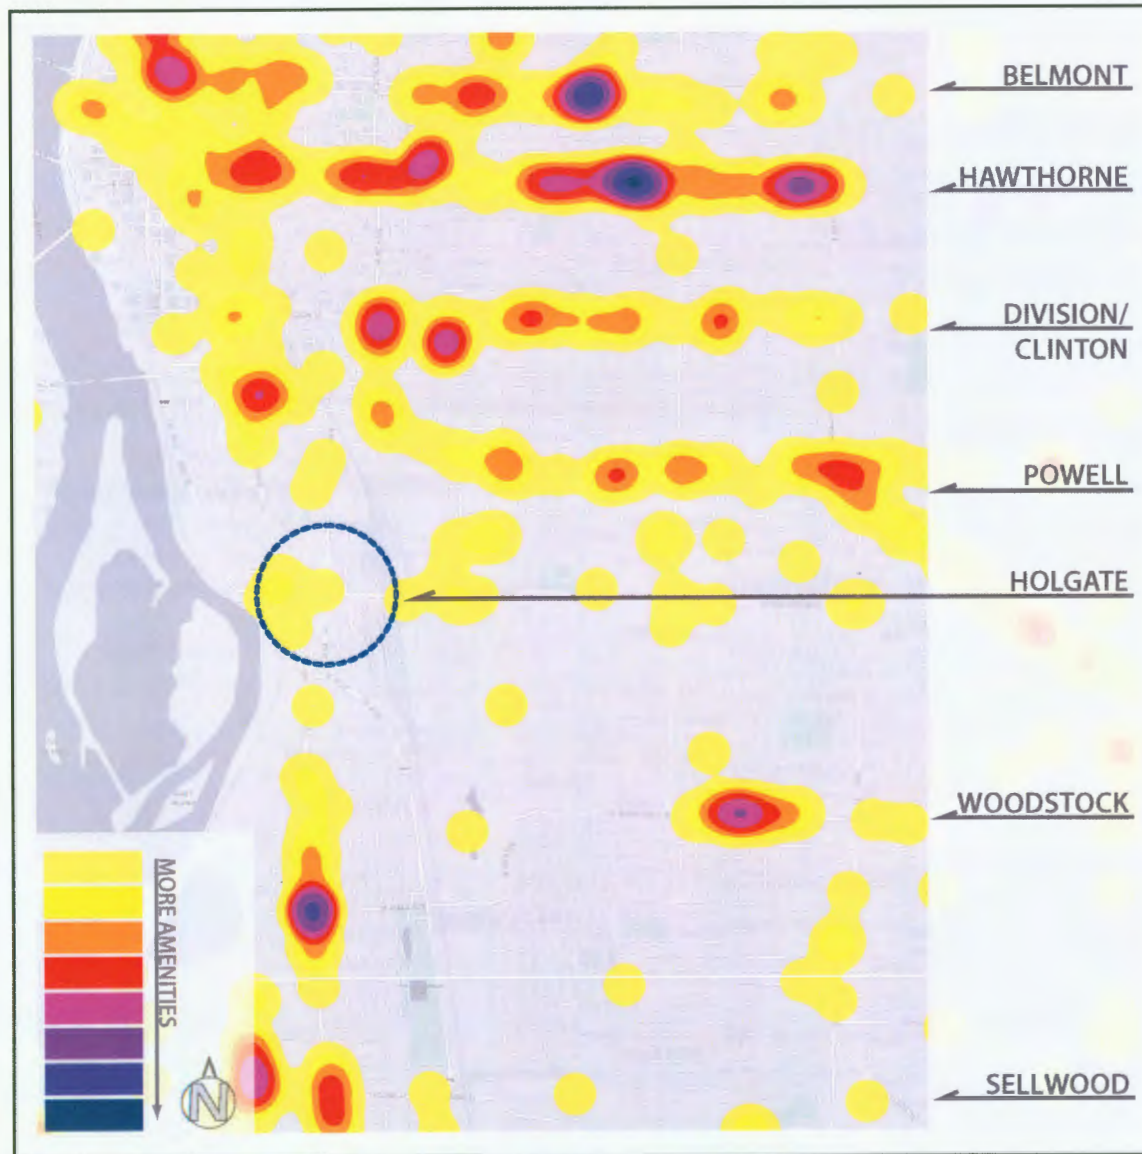 BELMONT
HAWTHORNE
DIVISION/
CLINTON
POWELL
HOLGATE
WOODSTOCK
SELLWOOD
MORE AMENITIES
N